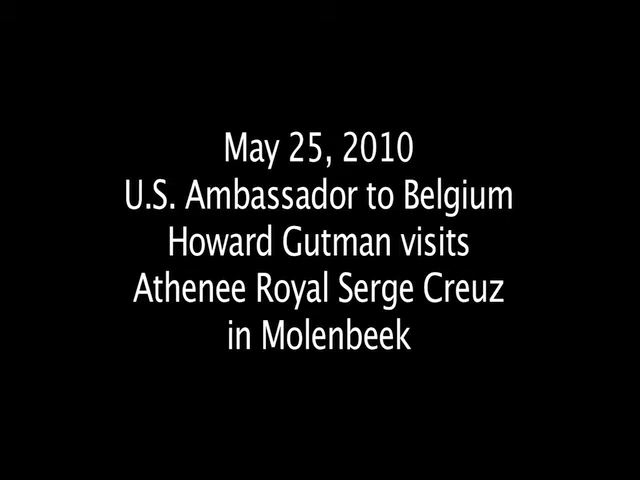 May 25, 2010
U.S. Ambassador to Belgium
Howard Gutman visits
Athenee Royal Serge Creuz
in Molenbeek